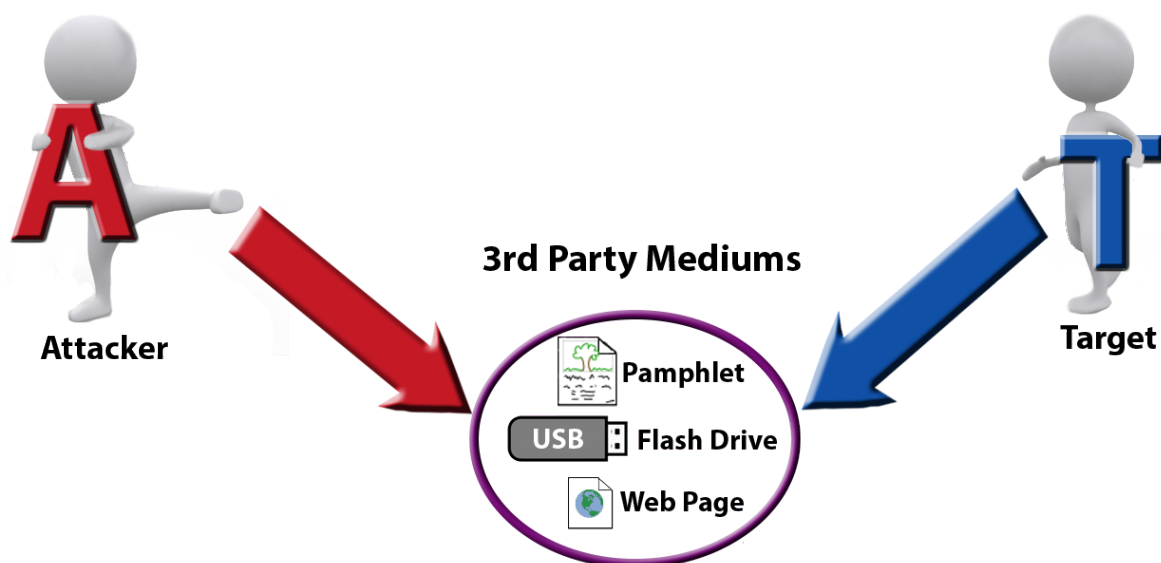 A
T
3rd Party Mediums
Attacker
Target
Pamphlet
USB
Flash Drive
Web Page